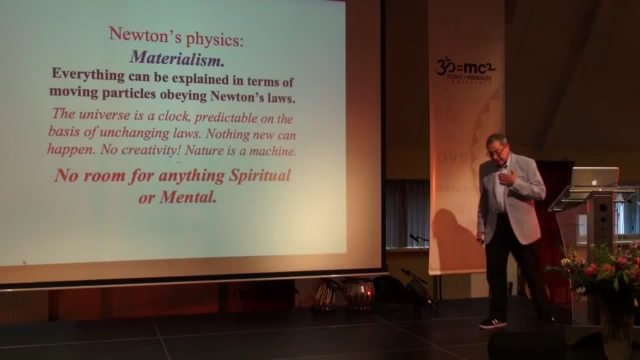 Newton's physics:
Materialism.
Everything can be explained in terms of
moving particles obeying Newton's laws.
The universe is a clock, predictable on the
basis of unchanging laws. Nothing new can
happen. No creativity! Nature is a machine.
No room for anything Spiritual
or Mental.
ॐ=mc2